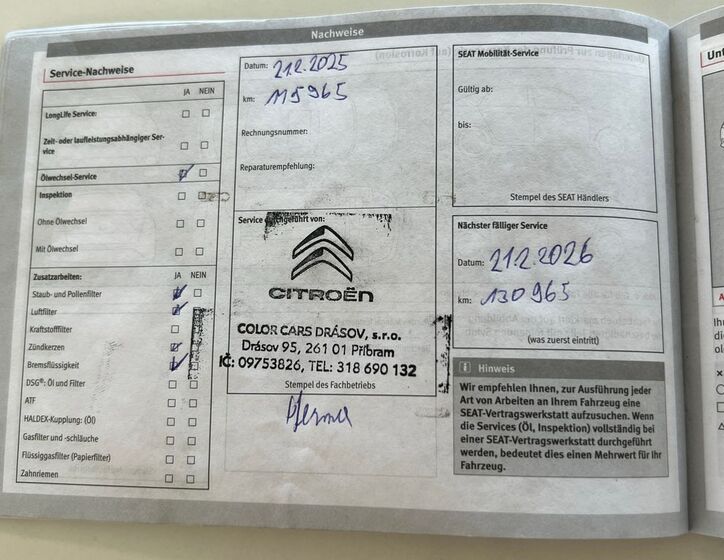 Nachweise
Service-Nachweise
JA NEIN
LongLife Service:
Zeit- oder laufleistungsabhängiger Ser-
vice
Ölwechsel-Service
Inspektion
Ohne Ölwechsel
Mit Ölwechsel
Zusatzarbeiten: JA NEIN
Staub- und Pollenfilter
Luftfilter
Kraftstofffilter
Zündkerzen
Bremsflüssigkeit
DSG®: Öl und Filter
ATF
HALDEX-Kupplung: (Öl)
Gasfilter und -schläuche
Flüssiggasfilter (Papierfilter)
Zahnriemen
Datum: 21.2.2025
km: 115965
Rechnungsnummer:
Reparaturempfehlung:
Service durchgeführt von:
CITROËN
COLOR CARS DRÁSOV, s.r.o.
Drásov 95, 261 01 Příbram
IČ: 09753826, TEL: 318 690 132
Stempel des Fachbetriebs
SEAT Mobilität-Service
Gültig ab:
bis:
Stempel des SEAT Händlers
Nächster fälliger Service
Datum: 21.2.2026
km: 130965
(was zuerst eintritt)
i Hinweis
Wir empfehlen Ihnen, zur Ausführung jeder
Art von Arbeiten an Ihrem Fahrzeug eine
SEAT-Vertragswerkstatt aufzusuchen. Wenn
die Services (Öl, Inspektion) vollständig bei
einer SEAT-Vertragswerkstatt durchgeführt
werden, bedeutet dies einen Mehrwert für Ihr
Fahrzeug.